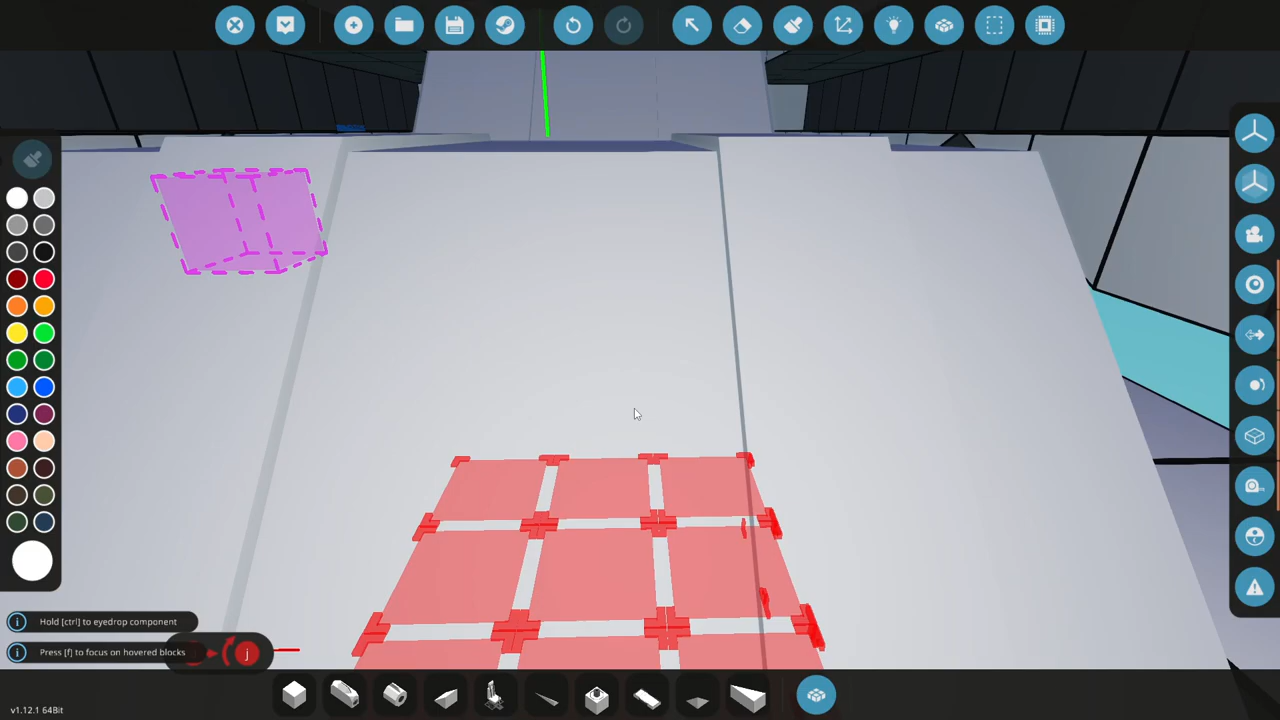 Hold [ctrl] to eyedrop component
Press [f] to focus on hovered blocks
j
v1.12.1 64Bit